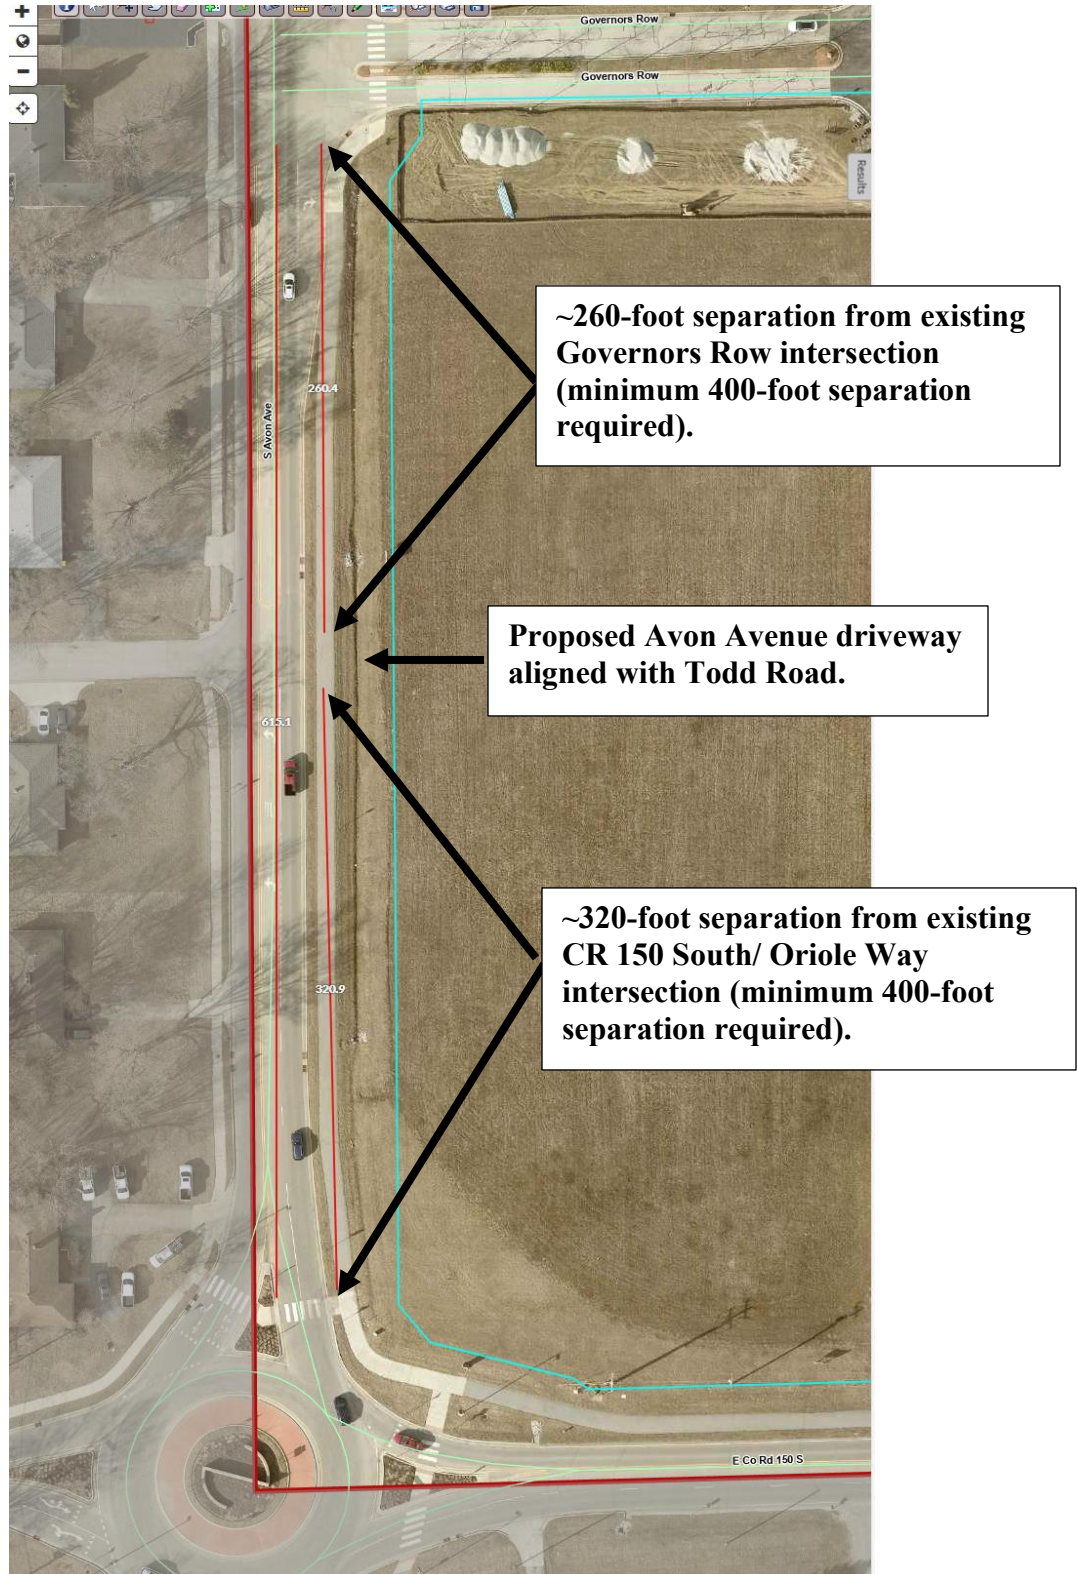 Governors Row
Governors Row
Results
~260-foot separation from existing
Governors Row intersection
(minimum 400-foot separation
required).
260.4
S Avon Ave
Proposed Avon Avenue driveway
aligned with Todd Road.
615.1
~320-foot separation from existing
CR 150 South/ Oriole Way
intersection (minimum 400-foot
separation required).
320.9
E Co Rd 150 S